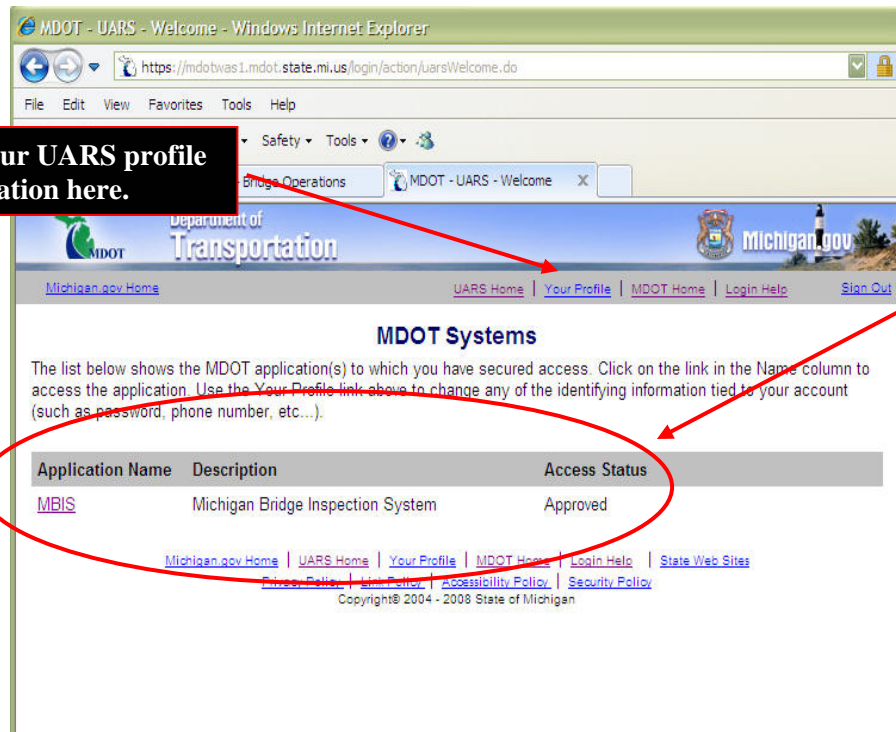 MDOT - UARS - Welcome - Windows Internet Explorer
https://mdotwas1.mdot.state.mi.us/login/action/uarsWelcome.do
File Edit View Favorites Tools Help
Safety Tools
ur UARS profile
ation here.
Bridge Operations MDOT - UARS - Welcome X
MDOT Department of
Transportation
Michigan.gov
Michigan.gov Home UARS Home | Your Profile | MDOT Home | Login Help Sign Out
MDOT Systems
The list below shows the MDOT application(s) to which you have secured access. Click on the link in the Name column to
access the application. Use the Your Profile link above to change any of the identifying information tied to your account
(such as password, phone number, etc...).
Application Name Description Access Status
MBIS Michigan Bridge Inspection System Approved
Michigan.gov Home | UARS Home | Your Profile | MDOT Home | Login Help | State Web Sites
Privacy Policy | Link Policy | Accessibility Policy | Security Policy
Copyright® 2004 - 2008 State of Michigan